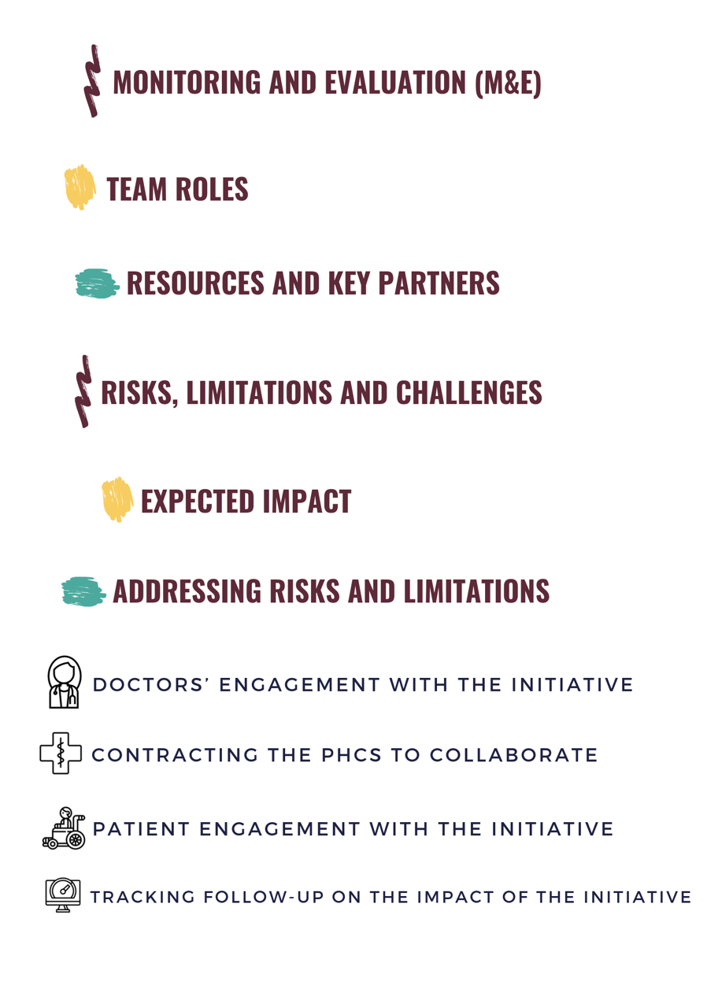 MONITORING AND EVALUATION (M&E)
TEAM ROLES
RESOURCES AND KEY PARTNERS
RISKS, LIMITATIONS AND CHALLENGES
EXPECTED IMPACT
ADDRESSING RISKS AND LIMITATIONS
DOCTORS’ ENGAGEMENT WITH THE INITIATIVE
CONTRACTING THE PHCS TO COLLABORATE
PATIENT ENGAGEMENT WITH THE INITIATIVE
TRACKING FOLLOW-UP ON THE IMPACT OF THE INITIATIVE